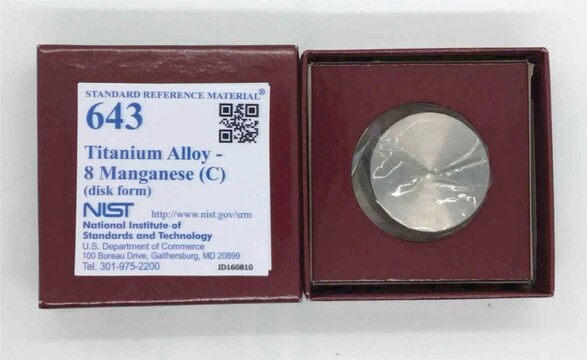 STANDARD REFERENCE MATERIAL®
643
Titanium Alloy -
8 Manganese (C)
(disk form)
NIST http://www.nist.gov/srm
National Institute of
Standards and Technology
U.S. Department of Commerce
100 Bureau Drive, Gaithersburg, MD 20899
Tel. 301-975-2200 ID160810